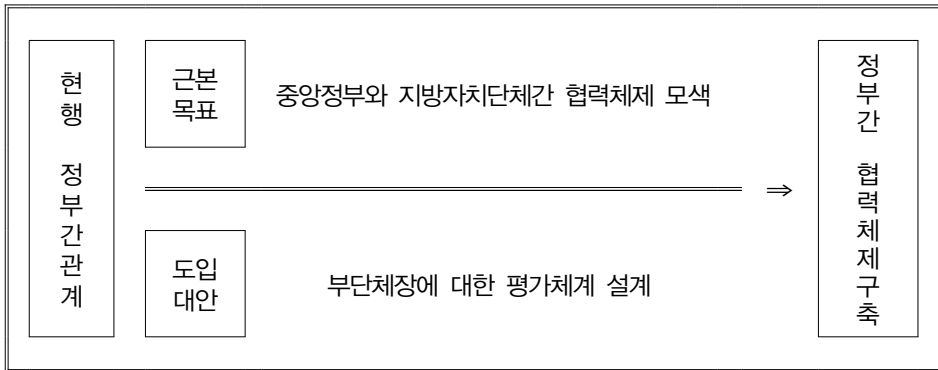 현행 정부간관계
근본
목표
중앙정부와 지방자치단체간 협력체제 모색
⇒
도입
대안
부단체장에 대한 평가체계 설계
정부간 협력체제구축